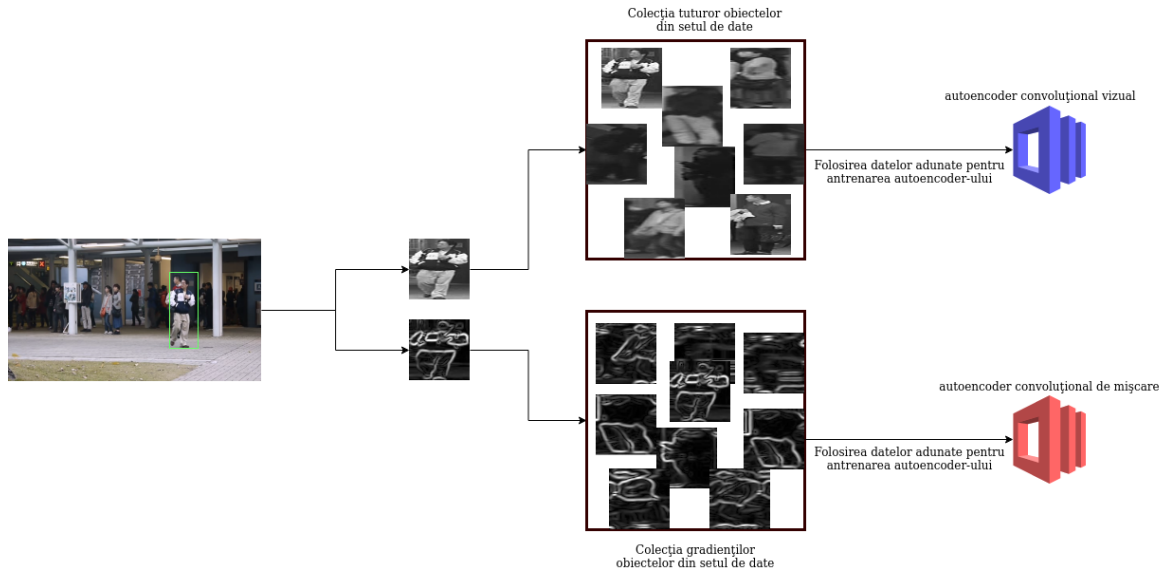 Colecția tuturor obiectelor
din setul de date
autoencoder convoluțional vizual
Folosirea datelor adunate pentru
antrenarea autoencoder-ului
autoencoder convoluțional de mișcare
Folosirea datelor adunate pentru
antrenarea autoencoder-ului
Colecția gradienților
obiectelor din setul de date